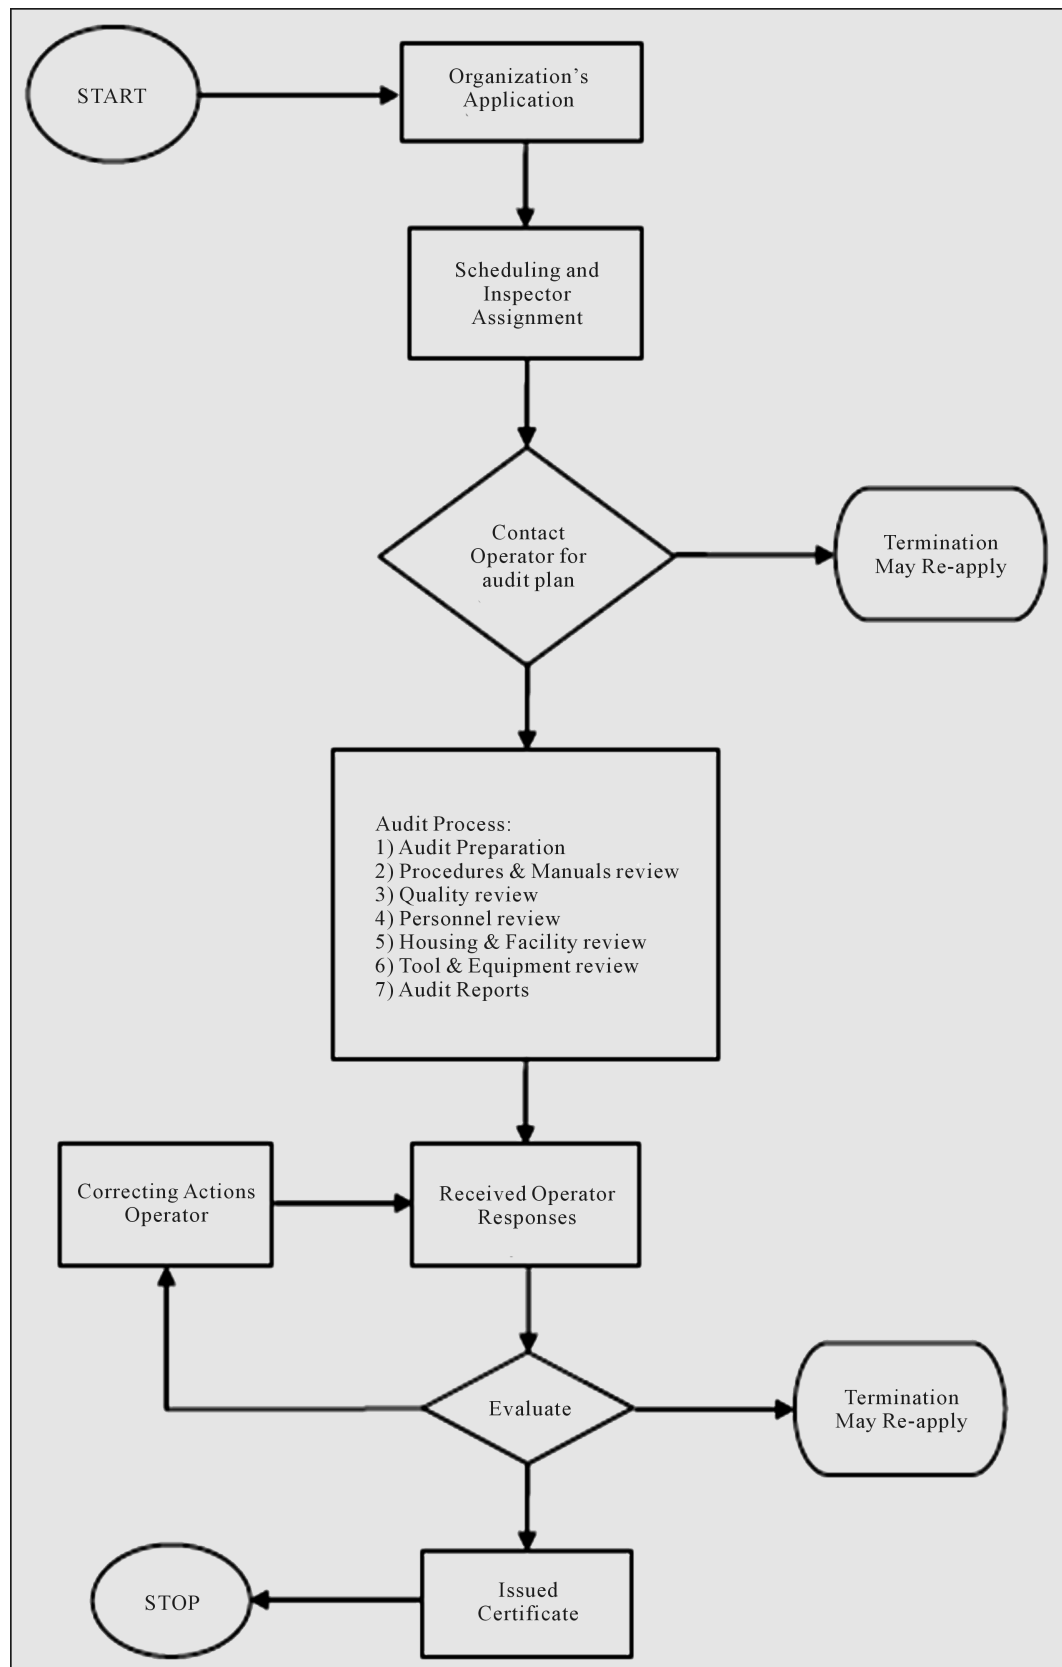 START
Organization’s
Application
Scheduling and
Inspector
Assignment
Contact
Operator for
audit plan
Termination
May Re-apply
Audit Process:
1) Audit Preparation
2) Procedures & Manuals review
3) Quality review
4) Personnel review
5) Housing & Facility review
6) Tool & Equipment review
7) Audit Reports
Correcting Actions
Operator
Received Operator
Responses
Evaluate
Termination
May Re-apply
Issued
Certificate
STOP